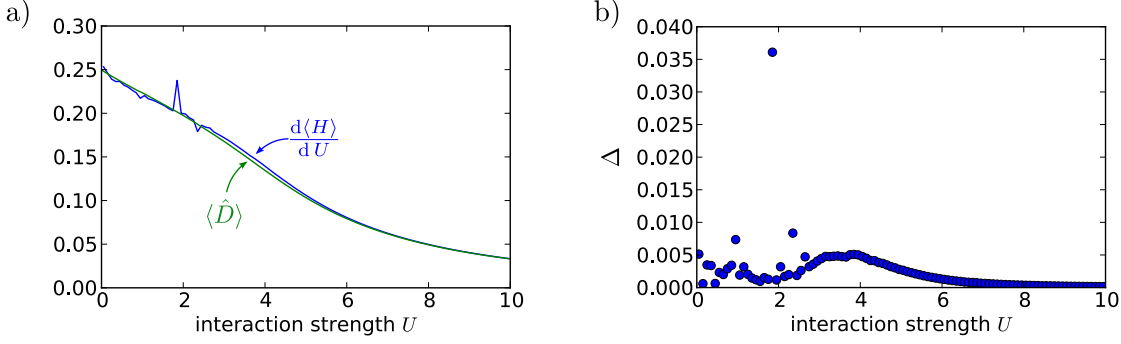 a)
0.30
0.25
0.20
0.15
0.10
0.05
0.00
0 2 4 6 8 10
interaction strength U
d⟨H⟩
d U
⟨D̂⟩
b)
0.040
0.035
0.030
0.025
0.020
0.015
0.010
0.005
0.000
0 2 4 6 8 10
interaction strength U
Δ